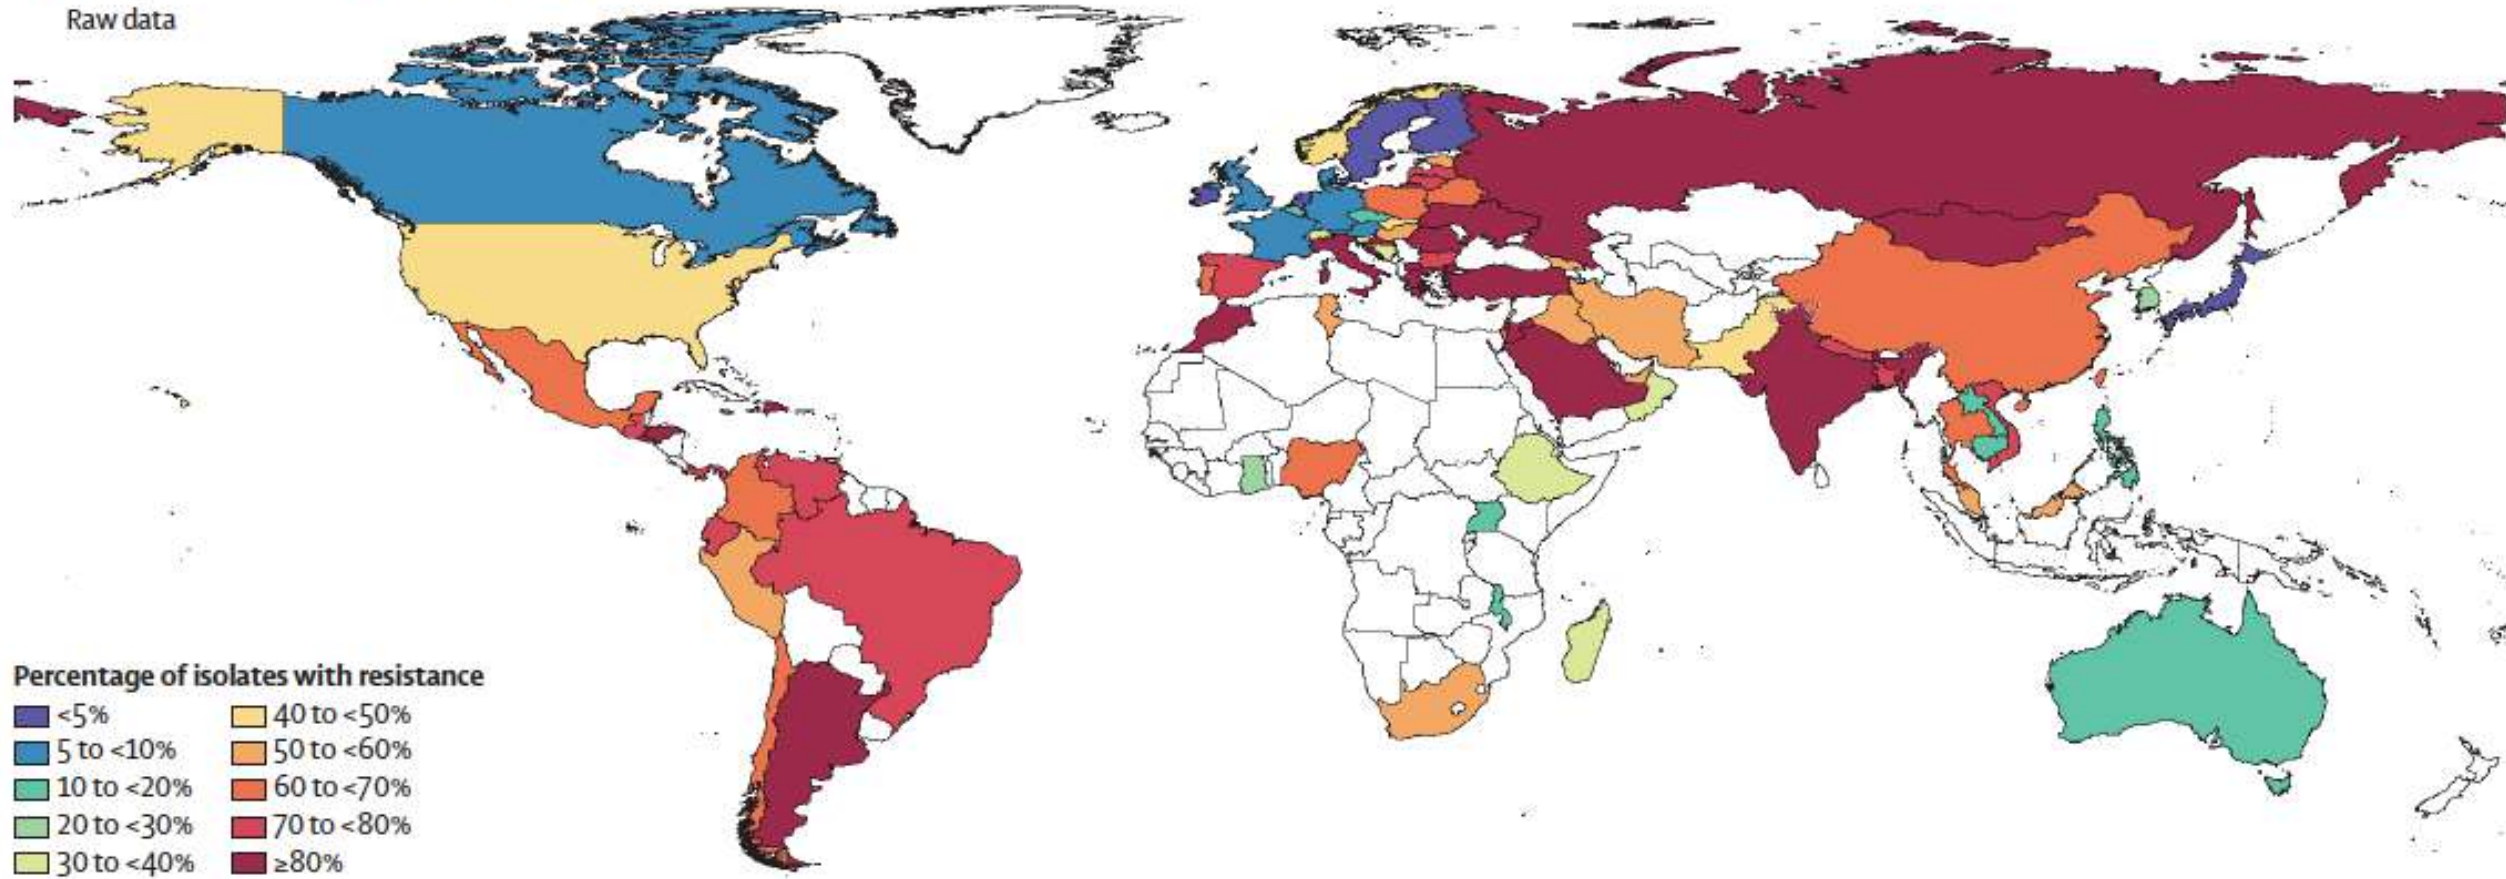 Raw data
Percentage of isolates with resistance
<5%
5 to <10%
10 to <20%
20 to <30%
30 to <40%
40 to <50%
50 to <60%
60 to <70%
70 to <80%
≥80%